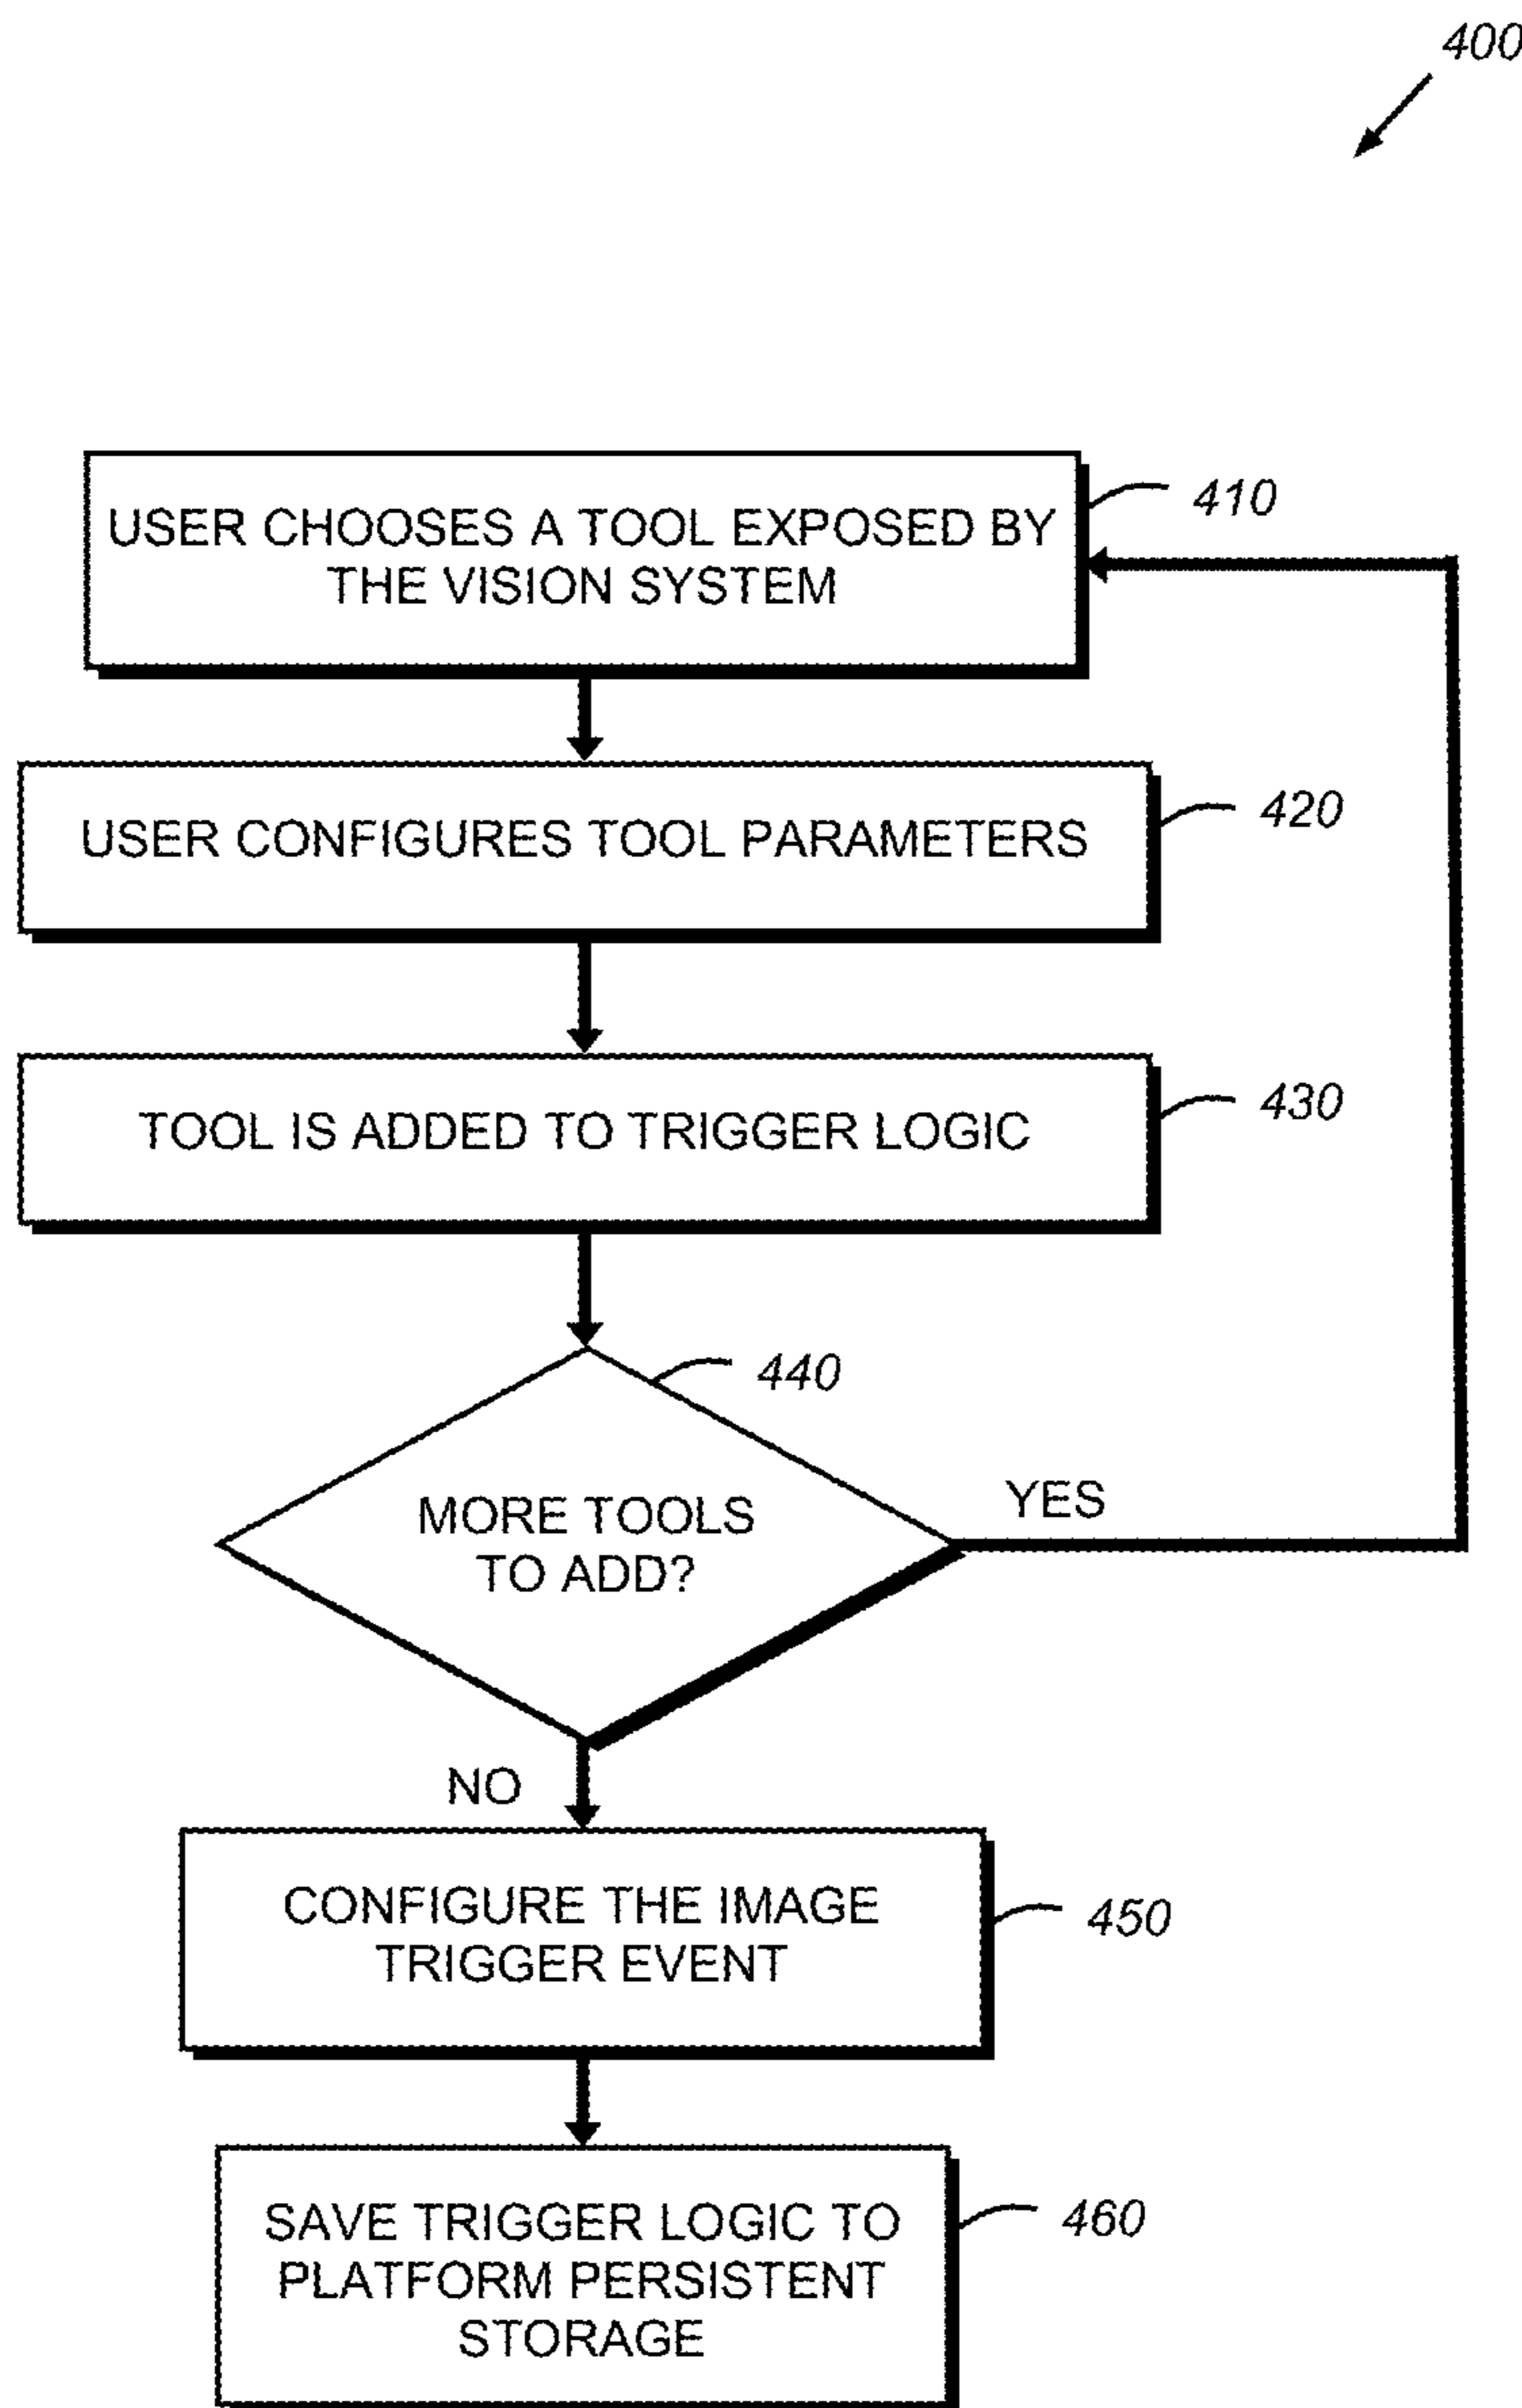 400
USER CHOOSES A TOOL EXPOSED BY
THE VISION SYSTEM
410
USER CONFIGURES TOOL PARAMETERS
420
TOOL IS ADDED TO TRIGGER LOGIC
430
440
MORE TOOLS
TO ADD?
YES
NO
CONFIGURE THE IMAGE
TRIGGER EVENT
450
SAVE TRIGGER LOGIC TO
PLATFORM PERSISTENT
STORAGE
460